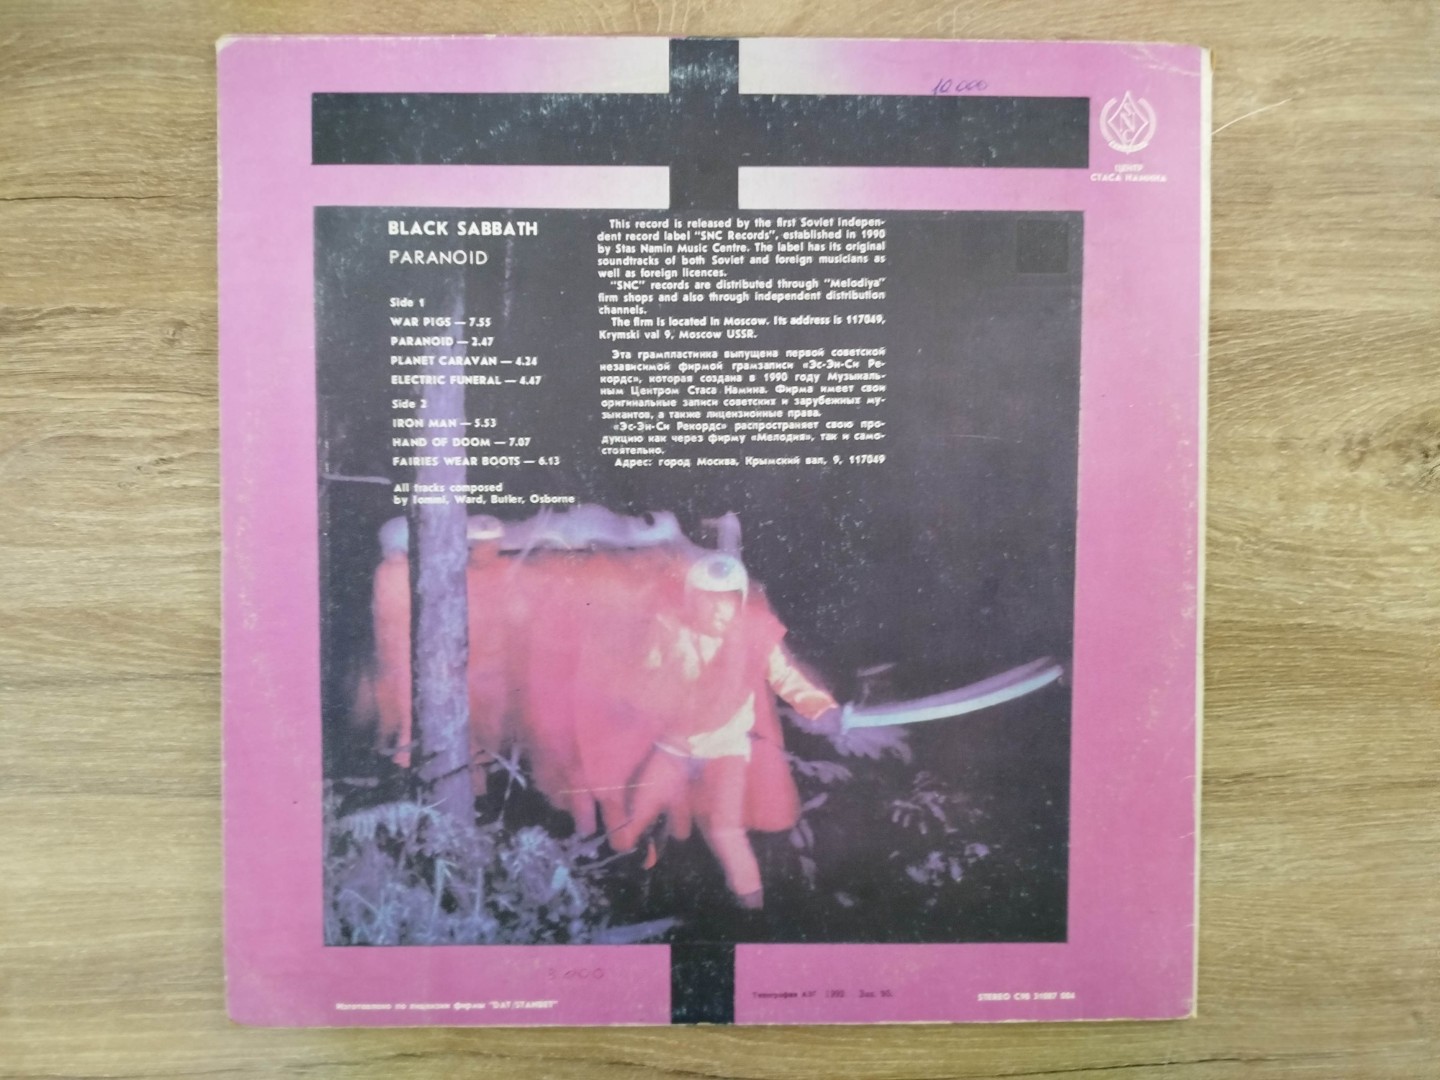 10 000
ЦЕНТР
СТАСА НАМИНА
BLACK SABBATH
PARANOID
Side 1
WAR PIGS — 7.55
PARANOID — 2.47
PLANET CARAVAN — 4.24
ELECTRIC FUNERAL — 4.47
Side 2
IRON MAN — 5.53
HAND OF DOOM — 7.07
FAIRIES WEAR BOOTS — 6.13
All tracks composed
by Iommi, Ward, Butler, Osborne
This record is released by the first Soviet indepen-
dent record label "SNC Records", established in 1990
by Stas Namin Music Centre. The label has its original
soundtracks of both Soviet and foreign musicians as
well as foreign licences.
"SNC" records are distributed through "Melodiya"
firm shops and also through independent distribution
channels.
The firm is located in Moscow. Its address is 117049,
Krymski val 9, Moscow USSR.
Эта грампластинка выпущена первой советской
независимой фирмой грамзаписи «Эс-Эн-Си Ре-
кордс», которая создана в 1990 году Музыкаль-
ным Центром Стаса Намина. Фирма имеет свои
оригинальные записи советских и зарубежных му-
зыкантов, а также лицензионные права.
«Эс-Эн-Си Рекордс» распространяет свою про-
дукцию как через фирму «Мелодия», так и само-
стоятельно.
Адрес: город Москва, Крымский вал, 9, 117049
Изготовлено по лицензии фирмы "DAT/STAMBET"
Типография АЗГ Зак.
STEREO C90